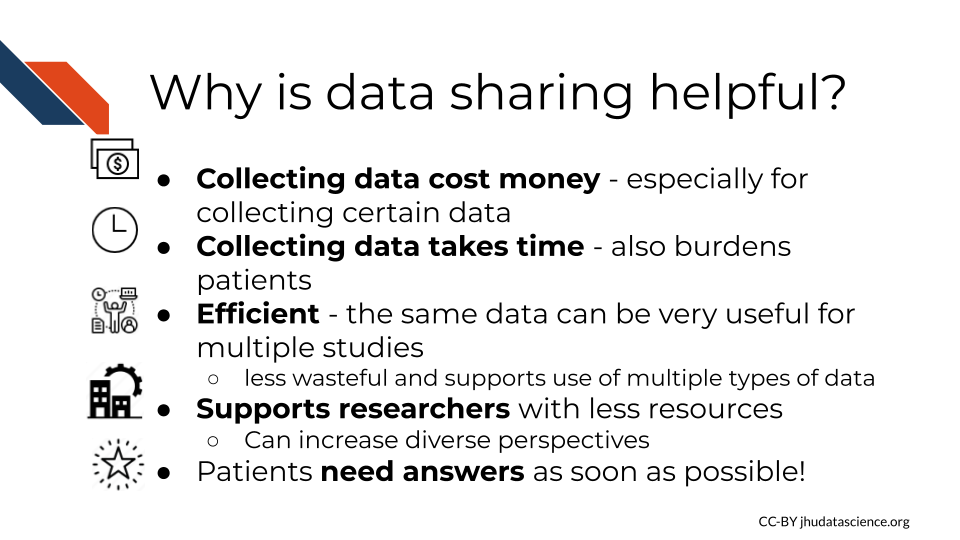 Why is data sharing helpful?
● Collecting data cost money - especially for
collecting certain data
● Collecting data takes time - also burdens
patients
● Efficient - the same data can be very useful for
multiple studies
○ less wasteful and supports use of multiple types of data
● Supports researchers with less resources
○ Can increase diverse perspectives
● Patients need answers as soon as possible!
CC-BY jhudatascience.org